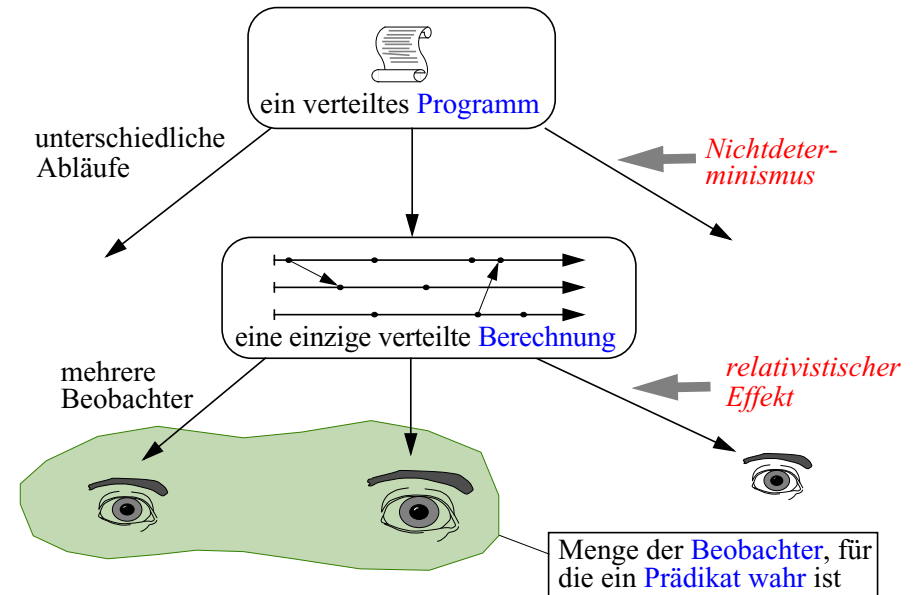 ein verteiltes Programm
unterschiedliche
Abläufe
Nichtdeter-
minismus
eine einzige verteilte Berechnung
mehrere
Beobachter
relativistischer
Effekt
Menge der Beobachter, für
die ein Prädikat wahr ist